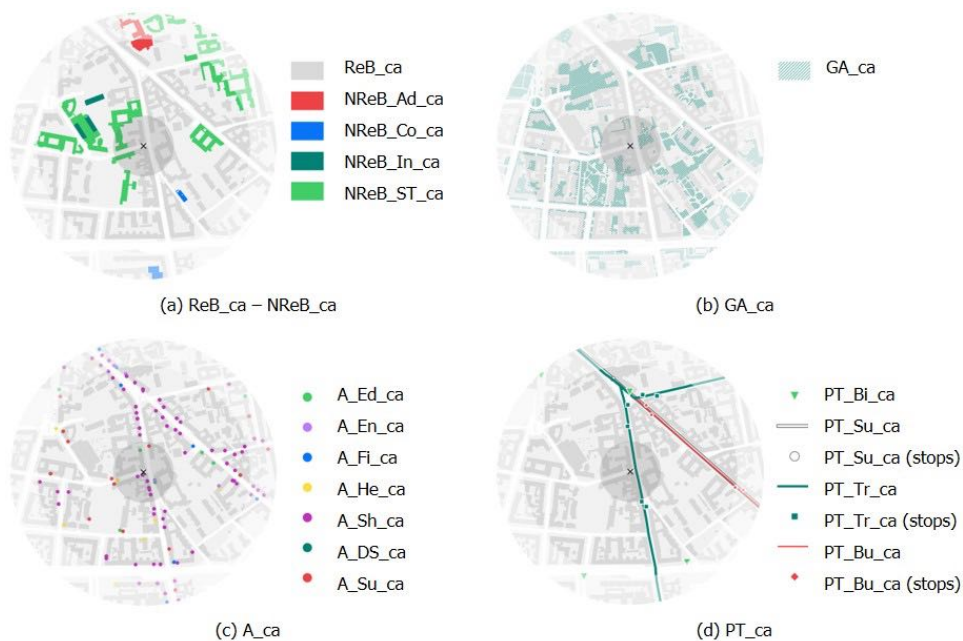 ReB_ca
NReB_Ad_ca
NReB_Co_ca
NReB_In_ca
NReB_ST_ca
(a) ReB_ca – NReB_ca
GA_ca
(b) GA_ca
A_Ed_ca
A_En_ca
A_Fi_ca
A_He_ca
A_Sh_ca
A_DS_ca
A_Su_ca
(c) A_ca
PT_Bi_ca
PT_Su_ca
PT_Su_ca (stops)
PT_Tr_ca
PT_Tr_ca (stops)
PT_Bu_ca
PT_Bu_ca (stops)
(d) PT_ca